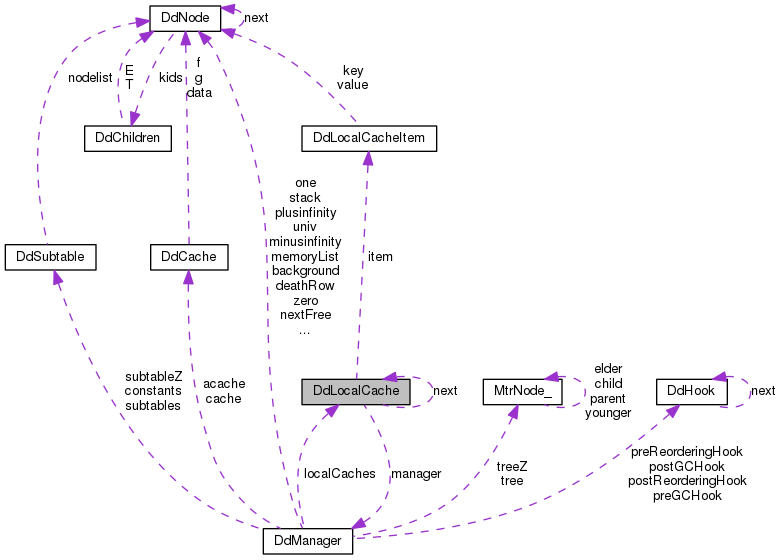 DdNode
next
nodelist
E
T
kids
f
g
data
key
value
DdChildren
DdLocalCacheItem
one
stack
plusinfinity
univ
minusinfinity
memoryList
background
deathRow
zero
nextFree
...
DdSubtable
DdCache
item
subtableZ
constants
subtables
acache
cache
DdLocalCache
next
MtrNode_
elder
child
parent
younger
DdHook
next
localCaches
manager
treeZ
tree
preReorderingHook
postGCHook
postReorderingHook
preGCHook
DdManager